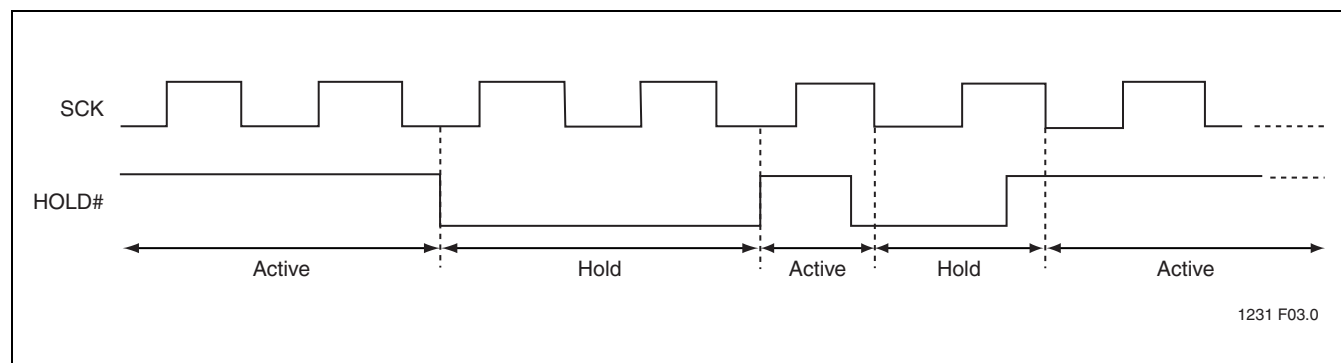 SCK
HOLD#
Active Hold Active Hold Active
1231 F03.0